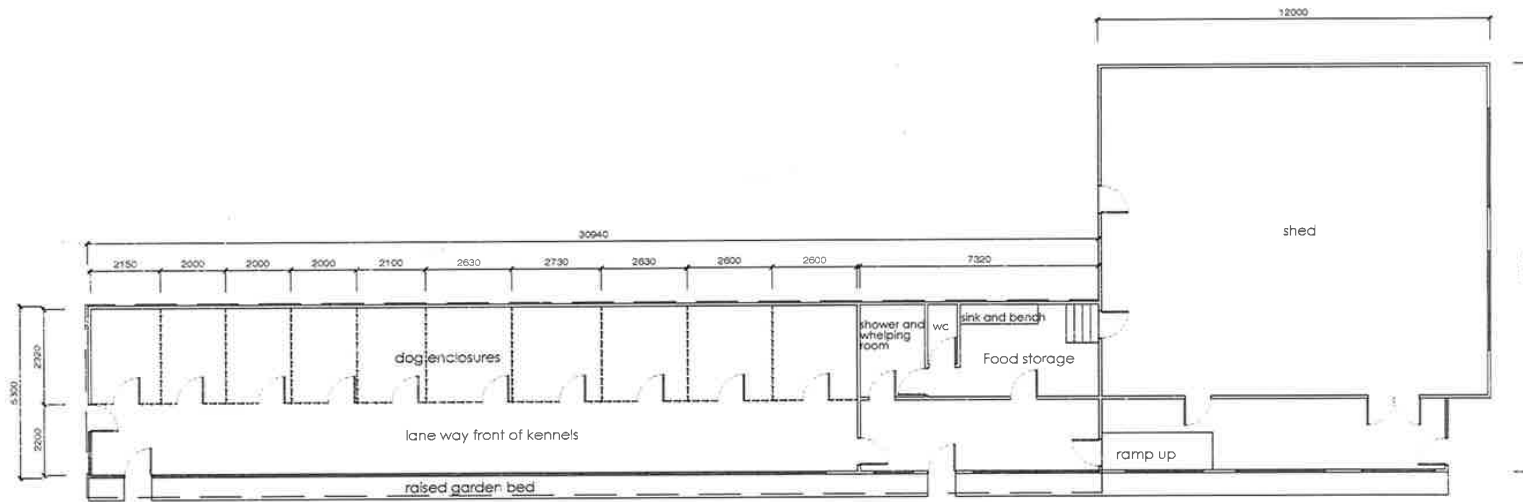 12000
30940
2150 2000 2000 2000 2100 2630 2730 2630 2600 2600 7320
shed
5300
2320
2200
dog enclosures
shower and
whelping
room
wc
sink and bench
Food storage
lane way front of kennels
ramp up
raised garden bed